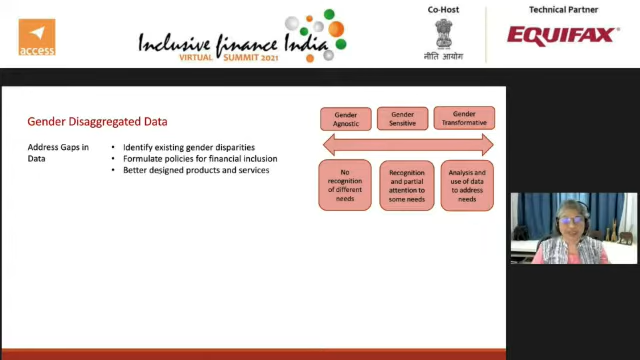 access
Inclusive finance India
VIRTUAL SUMMIT 2021
Co-Host
नीति आयोग
Technical Partner
EQUIFAX
Gender Disaggregated Data
Address Gaps in
Data
• Identify existing gender disparities
• Formulate policies for financial inclusion
• Better designed products and services
Gender
Agnostic
Gender
Sensitive
Gender
Transformative
No
recognition
of different
needs
Recognition
and partial
attention to
some needs
Analysis and
use of data
to address
needs